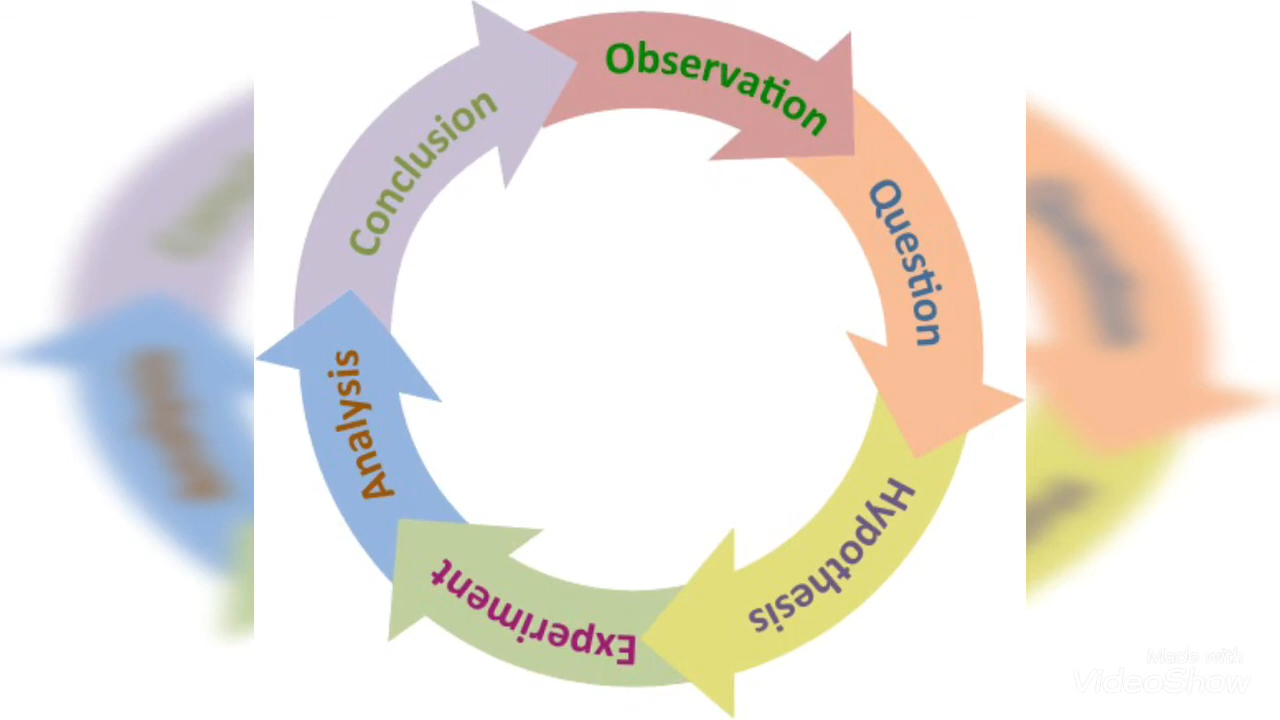 Observation
Question
Hypothesis
Experiment
Analysis
Conclusion
Made with
VideoShow